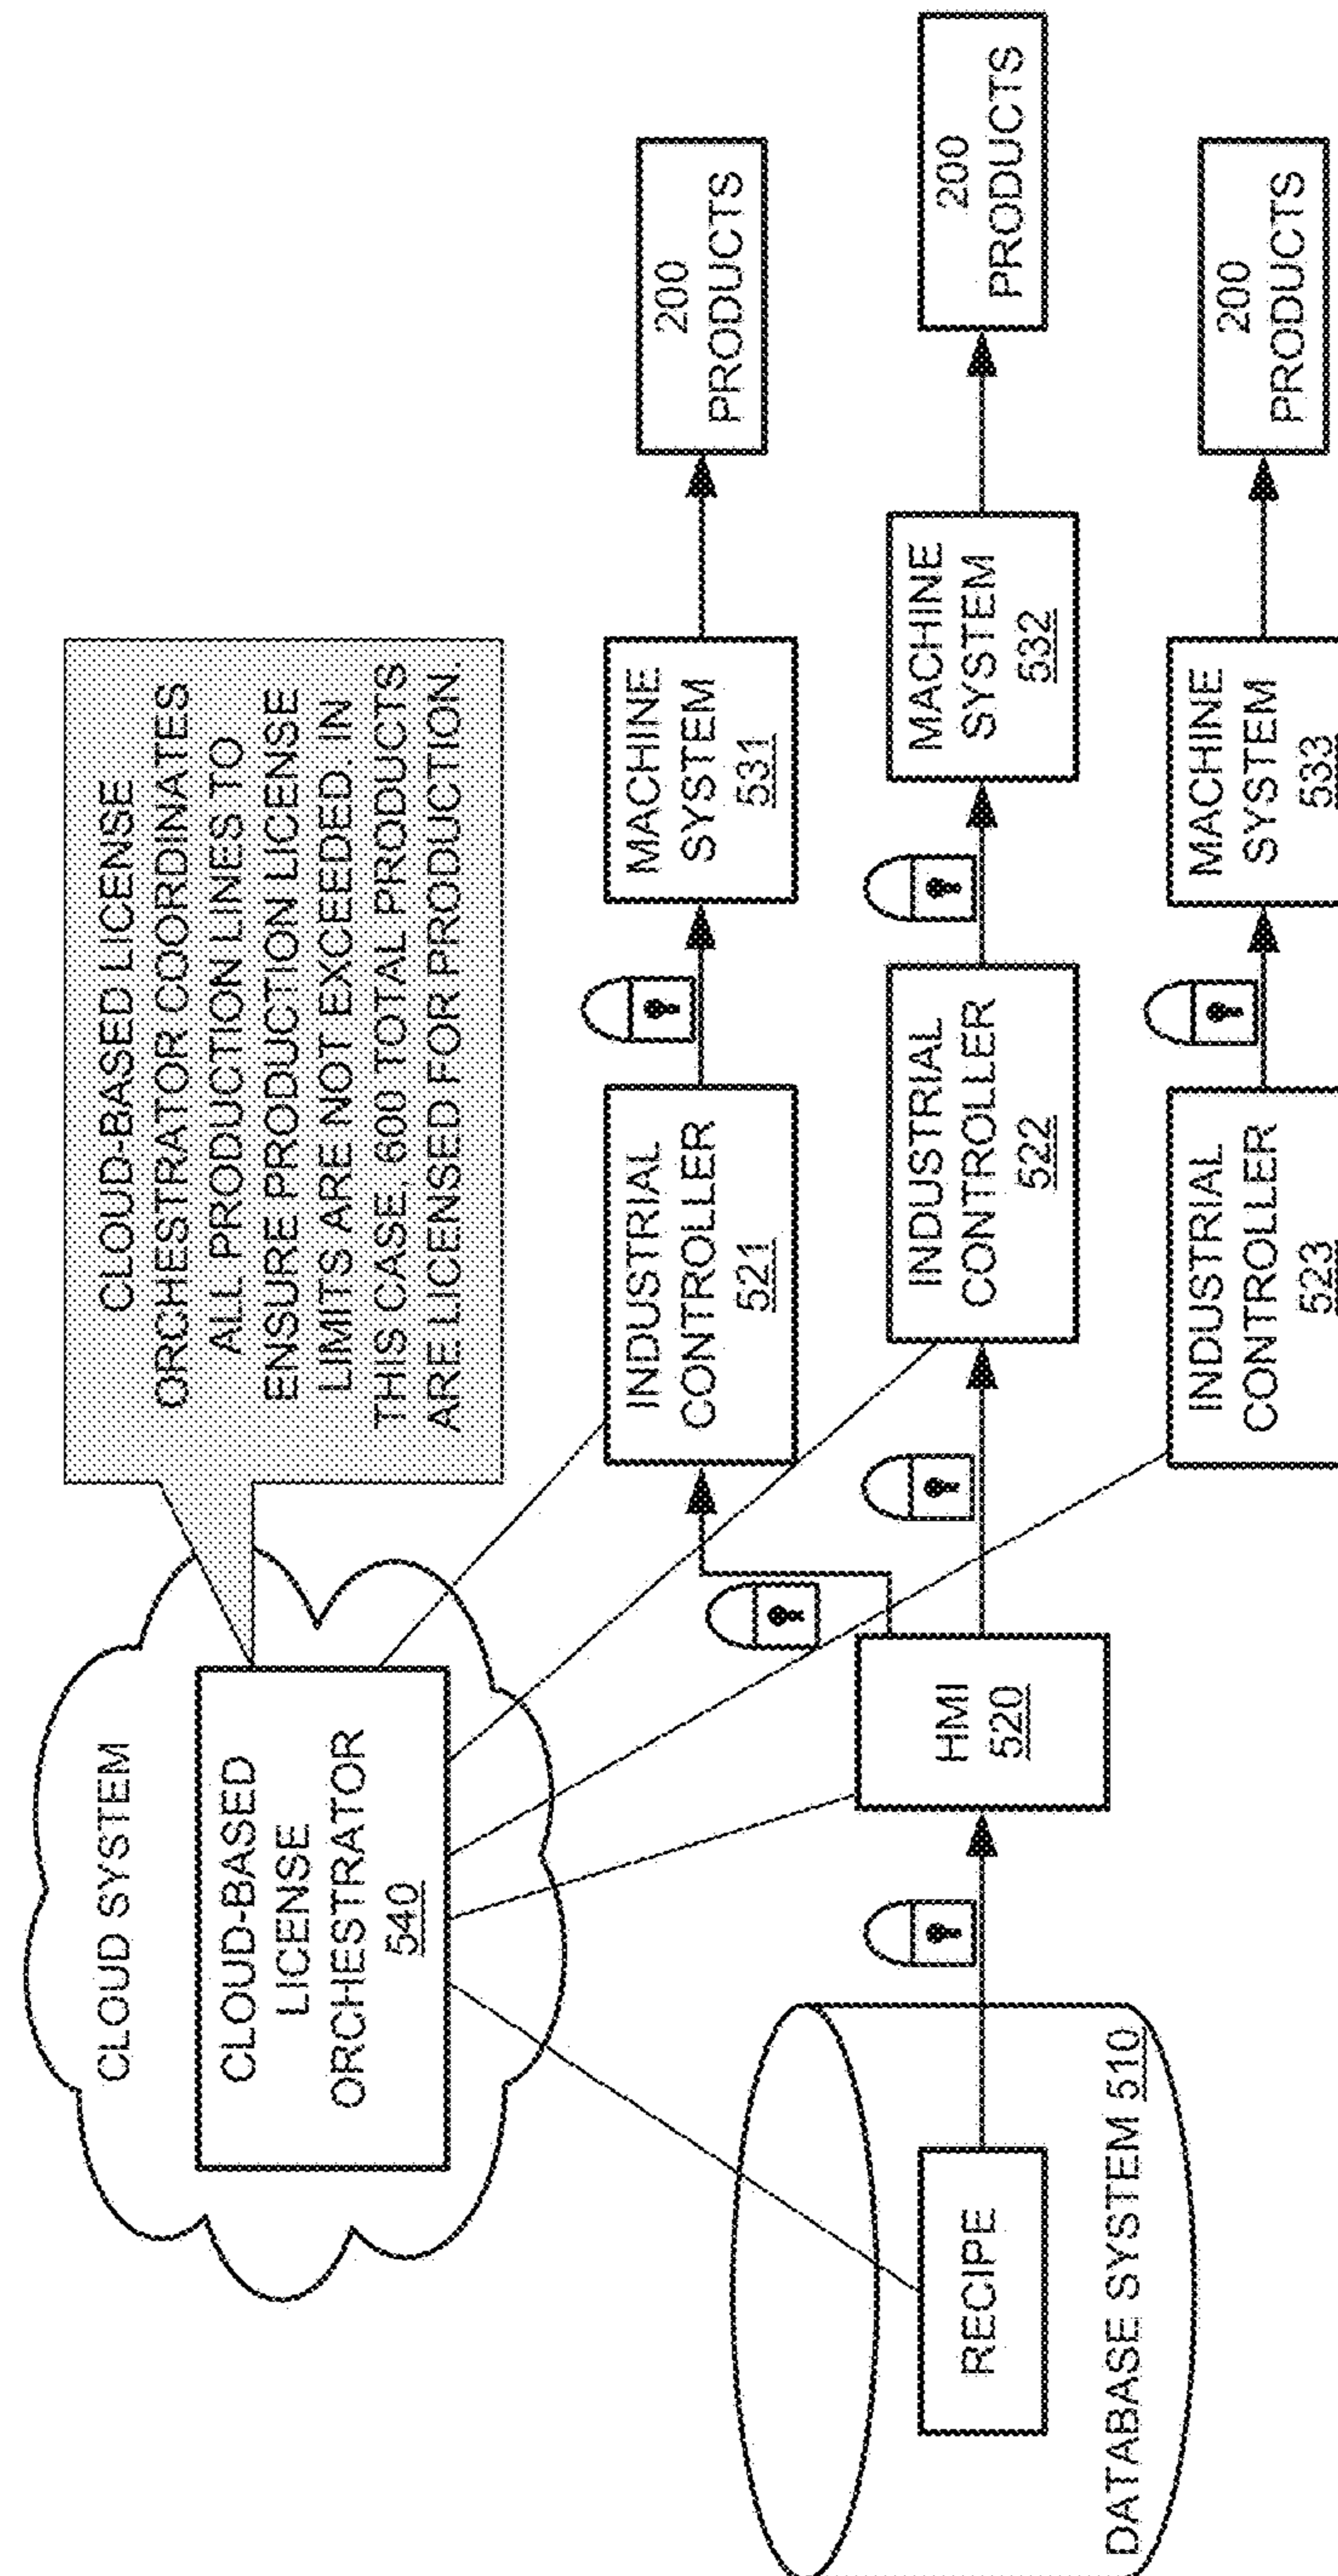 CLOUD SYSTEM
CLOUD-BASED
LICENSE
ORCHESTRATOR
540
CLOUD-BASED LICENSE
ORCHESTRATOR COORDINATES
ALL PRODUCTION LINES TO
ENSURE PRODUCTION LICENSE
LIMITS ARE NOT EXCEEDED. IN
THIS CASE, 600 TOTAL PRODUCTS
ARE LICENSED FOR PRODUCTION.
INDUSTRIAL
CONTROLLER
521
MACHINE
SYSTEM
531
200
PRODUCTS
RECIPE
DATABASE SYSTEM 510
HMI
520
INDUSTRIAL
CONTROLLER
522
MACHINE
SYSTEM
532
200
PRODUCTS
INDUSTRIAL
CONTROLLER
523
MACHINE
SYSTEM
533
200
PRODUCTS